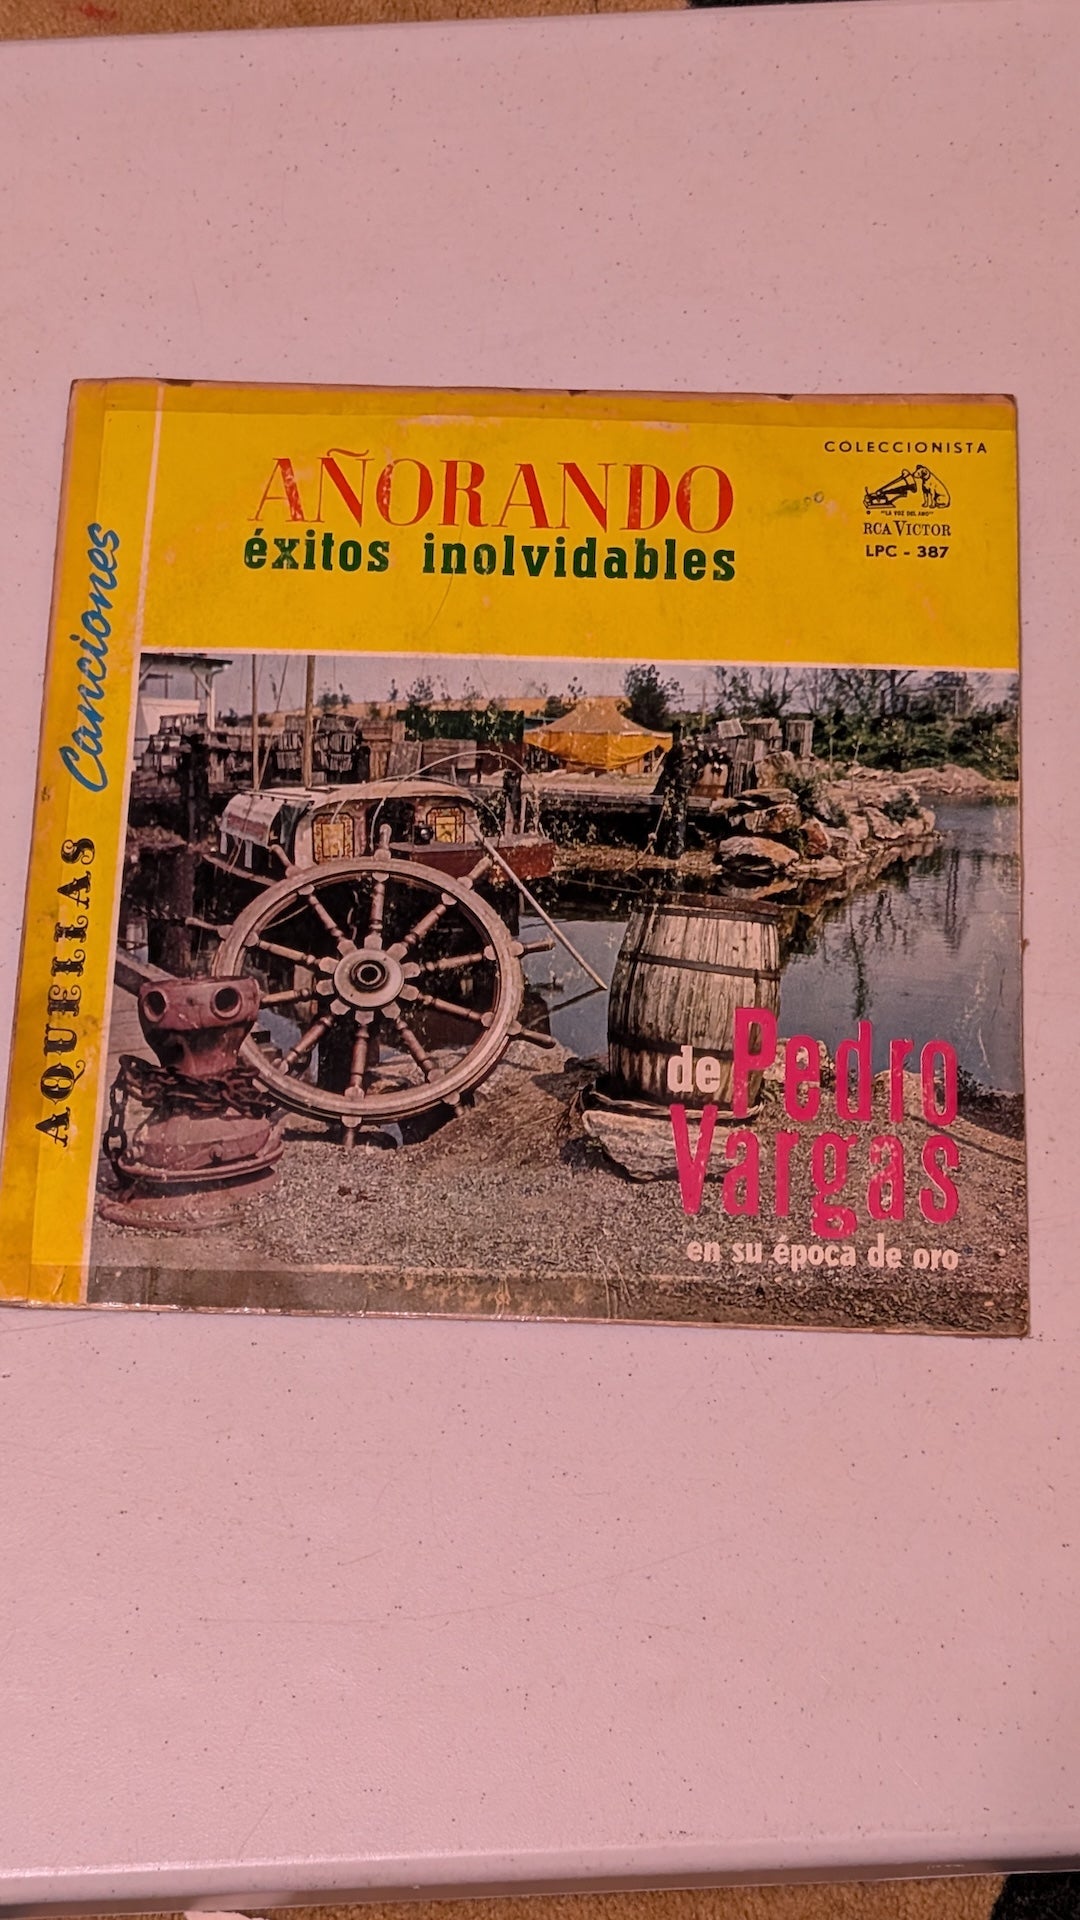 COLECCIONISTA
AÑORANDO
éxitos inolvidables
"LA VOZ DEL AMO"
RCA VICTOR
LPC - 387
AQUELLAS Canciones
de Pedro
Vargas
en su época de oro